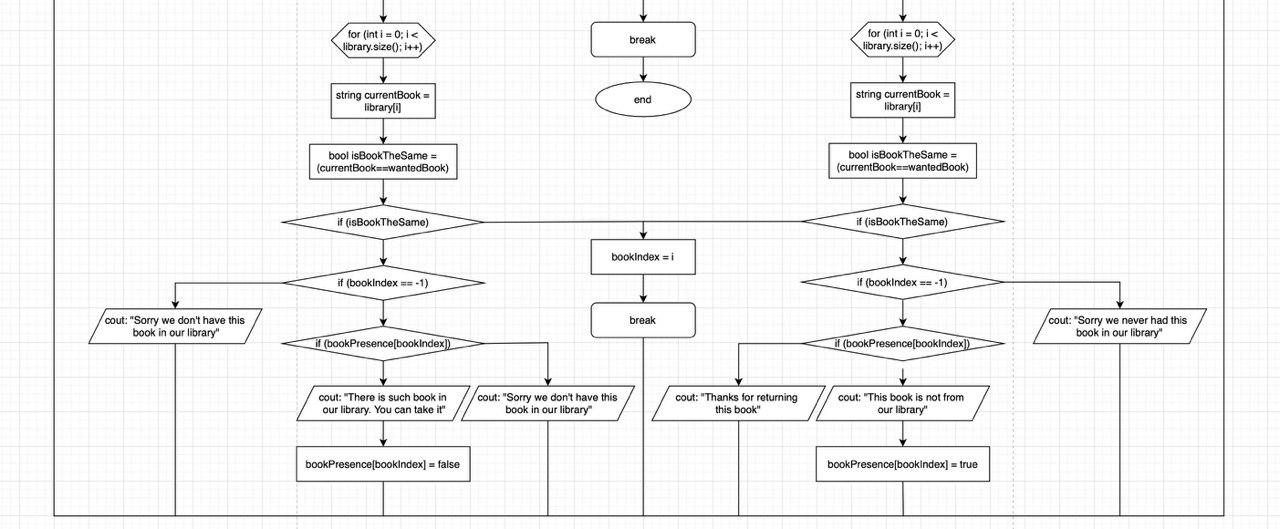 for (int i = 0; i <
library.size(); i++)
break
for (int i = 0; i <
library.size(); i++)
string currentBook =
library[i]
end
string currentBook =
library[i]
bool isBookTheSame =
(currentBook==wantedBook)
bool isBookTheSame =
(currentBook==wantedBook)
if (isBookTheSame)
if (isBookTheSame)
bookIndex = i
if (bookIndex == -1)
if (bookIndex == -1)
cout: "Sorry we don't have this
book in our library"
break
cout: "Sorry we never had this
book in our library"
if (bookPresence[bookIndex])
if (bookPresence[bookIndex])
cout: "There is such book in
our library. You can take it"
cout: "Sorry we don't have this
book in our library"
cout: "Thanks for returning
this book"
cout: "This book is not from
our library"
bookPresence[bookIndex] = false
bookPresence[bookIndex] = true